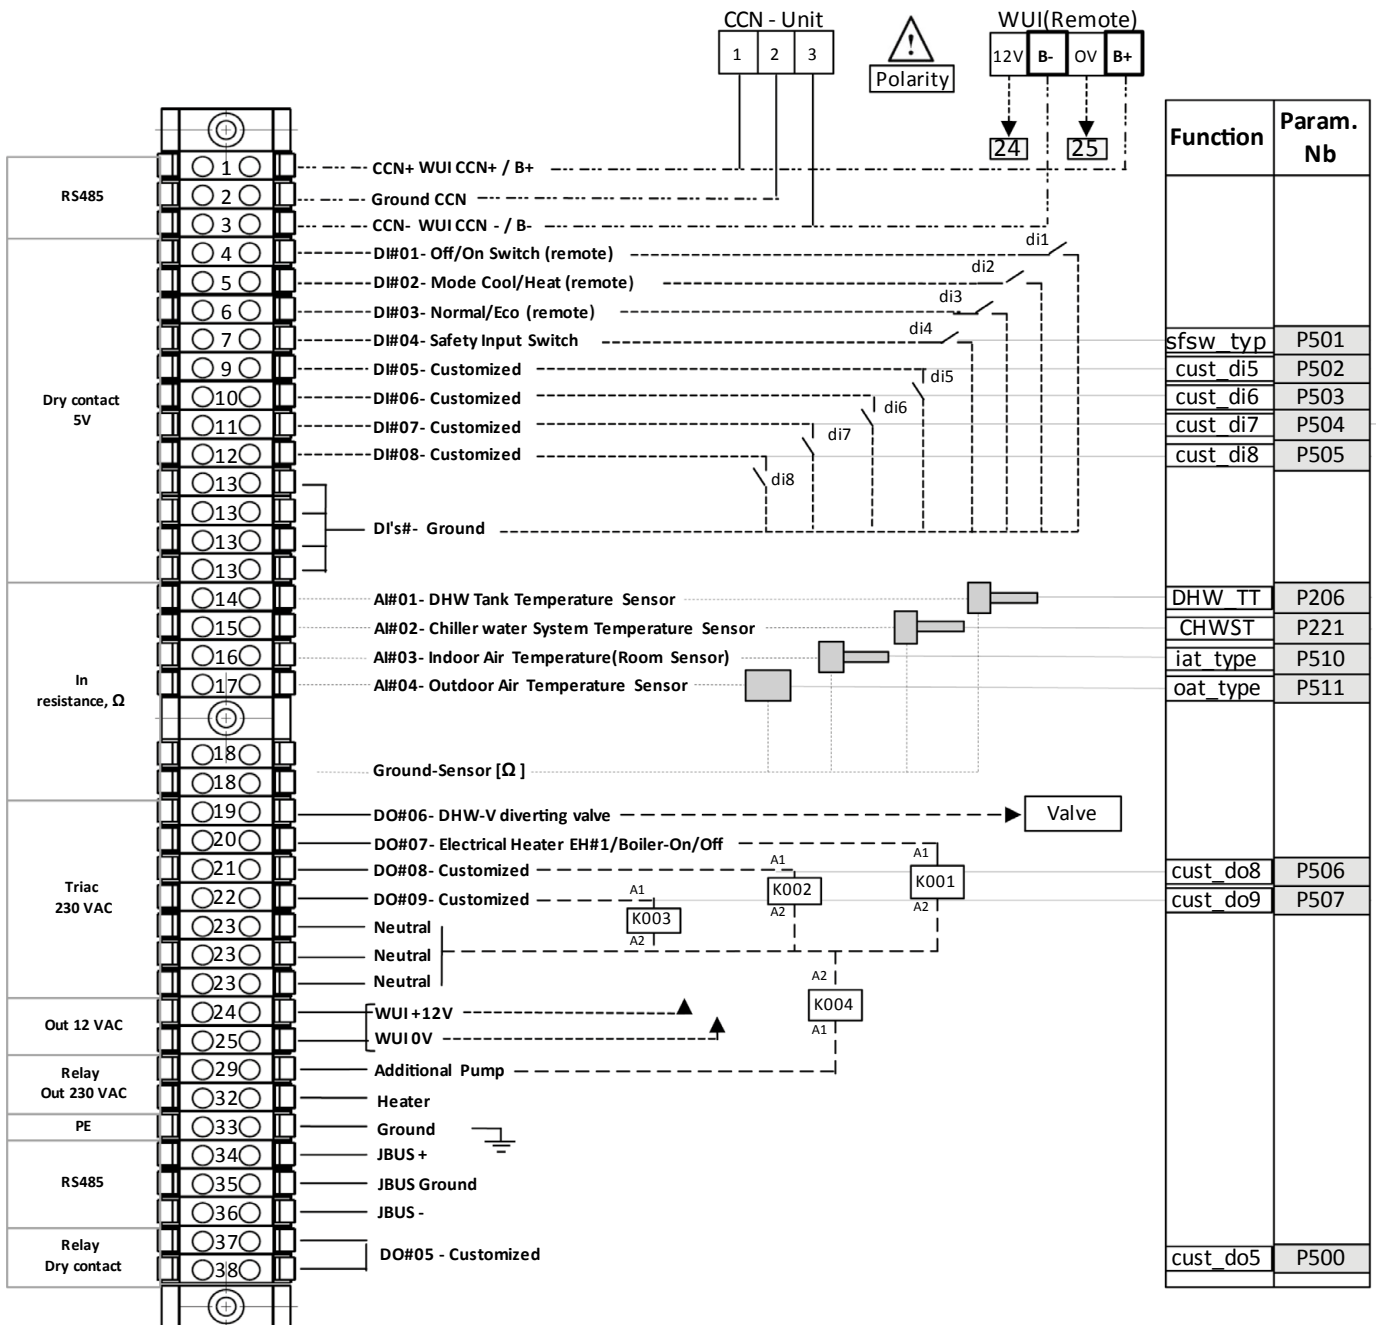 CCN - Unit
WUI(Remote)
1 2 3
12V B- OV B+
!
Polarity
24 25
Function Param. Nb
RS485
1 CCN+ WUI CCN+ / B+
2 Ground CCN
3 CCN- WUI CCN - / B-
Dry contact
5V
4 DI#01- Off/On Switch (remote) di1
5 DI#02- Mode Cool/Heat (remote) di2
6 DI#03- Normal/Eco (remote) di3
7 DI#04- Safety Input Switch di4 sfsw_typ P501
9 DI#05- Customized di5 cust_di5 P502
10 DI#06- Customized di6 cust_di6 P503
11 DI#07- Customized di7 cust_di7 P504
12 DI#08- Customized di8 cust_di8 P505
13
13
DI's#- Ground
13
13
In
resistance, Ω
14 AI#01- DHW Tank Temperature Sensor DHW_TT P206
15 AI#02- Chiller water System Temperature Sensor CHWST P221
16 AI#03- Indoor Air Temperature(Room Sensor) iat_type P510
17 AI#04- Outdoor Air Temperature Sensor oat_type P511
18
Ground-Sensor [Ω ]
18
Triac
230 VAC
19 DO#06- DHW-V diverting valve Valve
20 DO#07- Electrical Heater EH#1/Boiler-On/Off A1 K001 A2
21 DO#08- Customized A1 K002 A2 cust_do8 P506
22 DO#09- Customized A1 K003 A2 cust_do9 P507
23 Neutral
23 Neutral
23 Neutral
A2
K004
A1
Out 12 VAC
24 WUI +12V
25 WUI 0V
Relay
Out 230 VAC
29 Additional Pump
32 Heater
PE
33 Ground
RS485
34 JBUS +
35 JBUS Ground
36 JBUS -
Relay
Dry contact
37
DO#05 - Customized cust_do5 P500
38